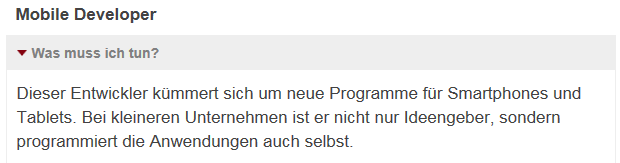 Mobile Developer
Was muss ich tun?
Dieser Entwickler kümmert sich um neue Programme für Smartphones und
Tablets. Bei kleineren Unternehmen ist er nicht nur Ideengeber, sondern
programmiert die Anwendungen auch selbst.